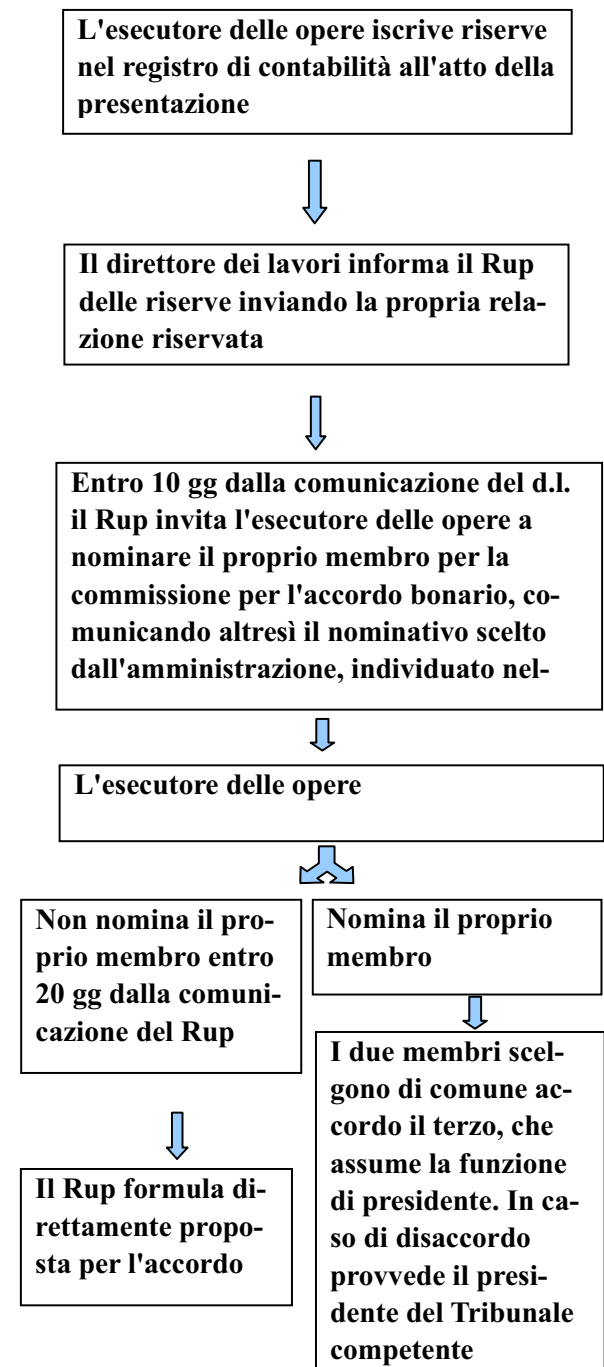 L'esecutore delle opere iscrive riserve
nel registro di contabilità all'atto della
presentazione
Il direttore dei lavori informa il Rup
delle riserve inviando la propria rela-
zione riservata
Entro 10 gg dalla comunicazione del d.l.
il Rup invita l'esecutore delle opere a
nominare il proprio membro per la
commissione per l'accordo bonario, co-
municando altresì il nominativo scelto
dall'amministrazione, individuato nel-
L'esecutore delle opere
Non nomina il pro-
prio membro entro
20 gg dalla comuni-
cazione del Rup
Il Rup formula di-
rettamente propo-
sta per l'accordo
Nomina il proprio
membro
I due membri scel-
gono di comune ac-
cordo il terzo, che
assume la funzione
di presidente. In ca-
so di disaccordo
provvede il presi-
dente del Tribunale
competente